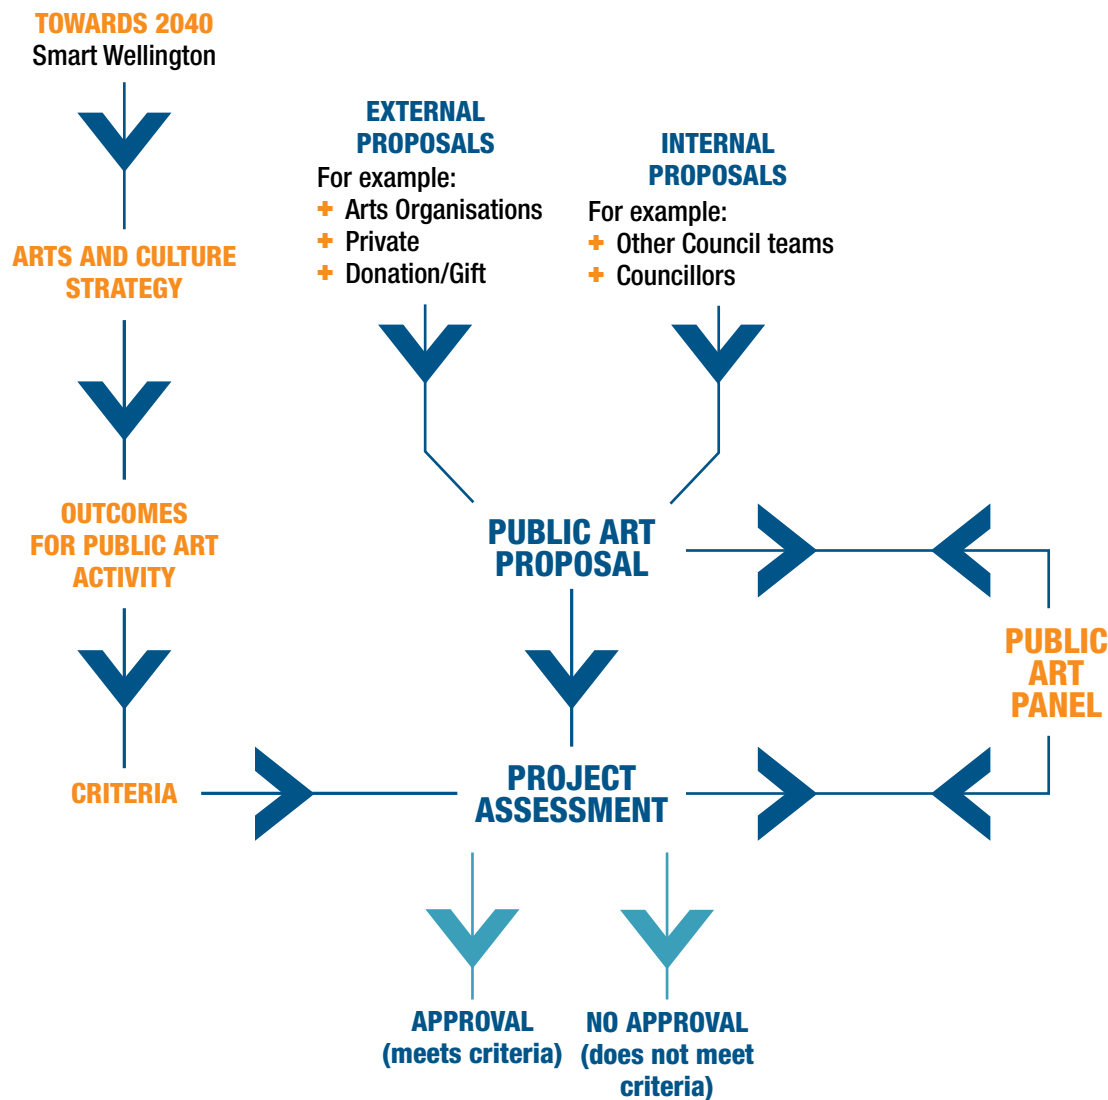 TOWARDS 2040
Smart Wellington
ARTS AND CULTURE
STRATEGY
OUTCOMES
FOR PUBLIC ART
ACTIVITY
CRITERIA
EXTERNAL
PROPOSALS
For example:
+ Arts Organisations
+ Private
+ Donation/Gift
INTERNAL
PROPOSALS
For example:
+ Other Council teams
+ Councillors
PUBLIC ART
PROPOSAL
PUBLIC
ART
PANEL
PROJECT
ASSESSMENT
APPROVAL
(meets criteria)
NO APPROVAL
(does not meet
criteria)